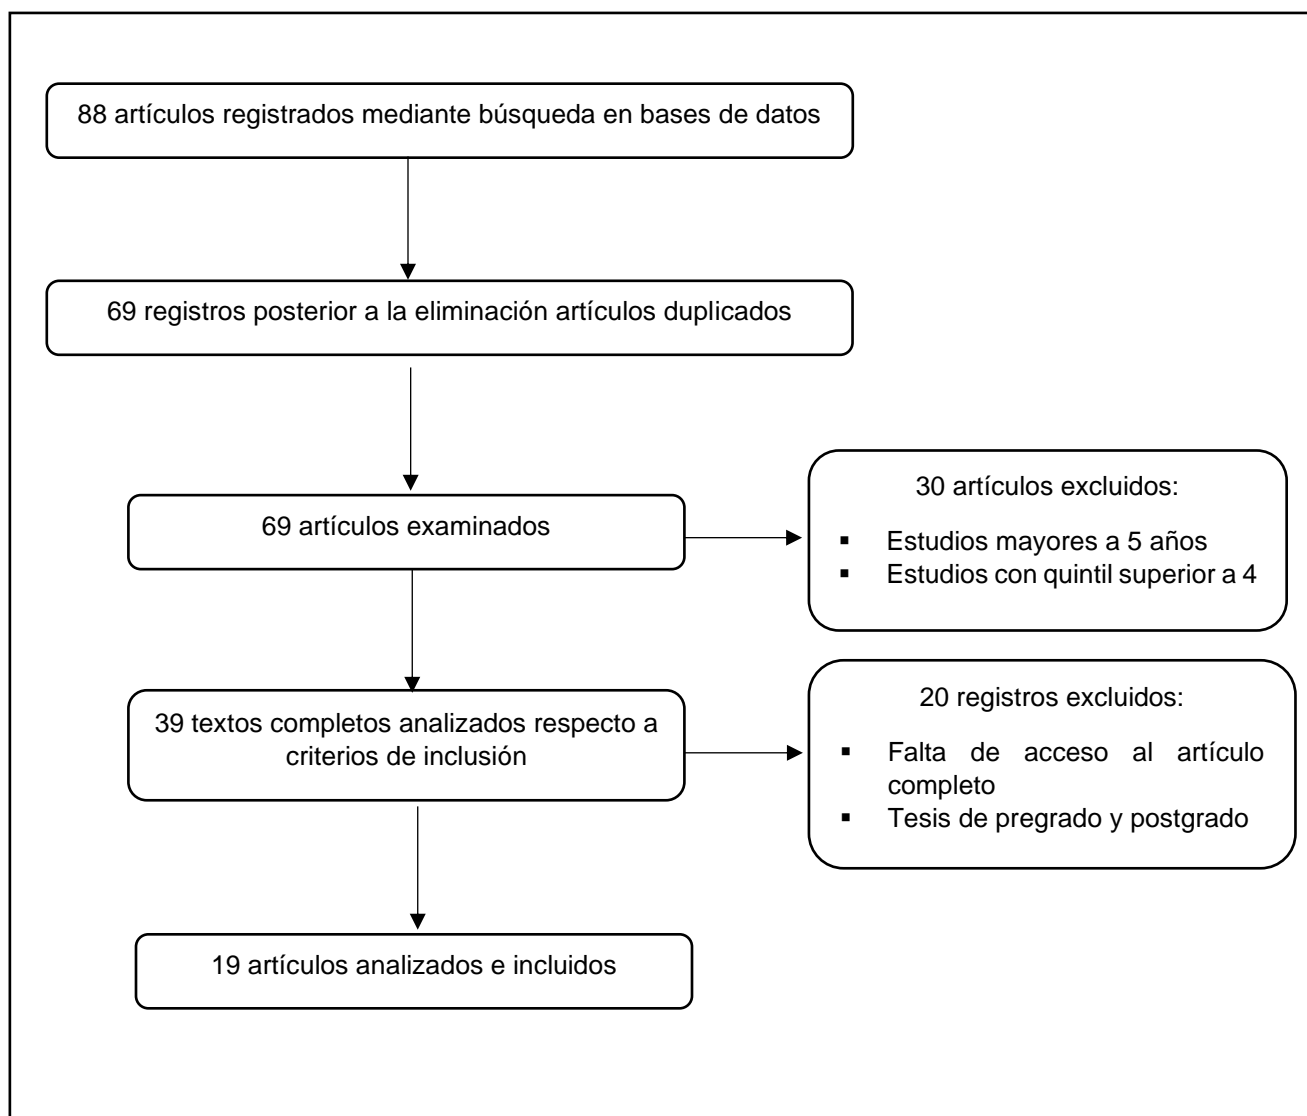 88 artículos registrados mediante búsqueda en bases de datos
69 registros posterior a la eliminación artículos duplicados
69 artículos examinados
30 artículos excluidos:
▪ Estudios mayores a 5 años
▪ Estudios con quintil superior a 4
39 textos completos analizados respecto a
criterios de inclusión
20 registros excluidos:
▪ Falta de acceso al artículo
completo
▪ Tesis de pregrado y postgrado
19 artículos analizados e incluidos